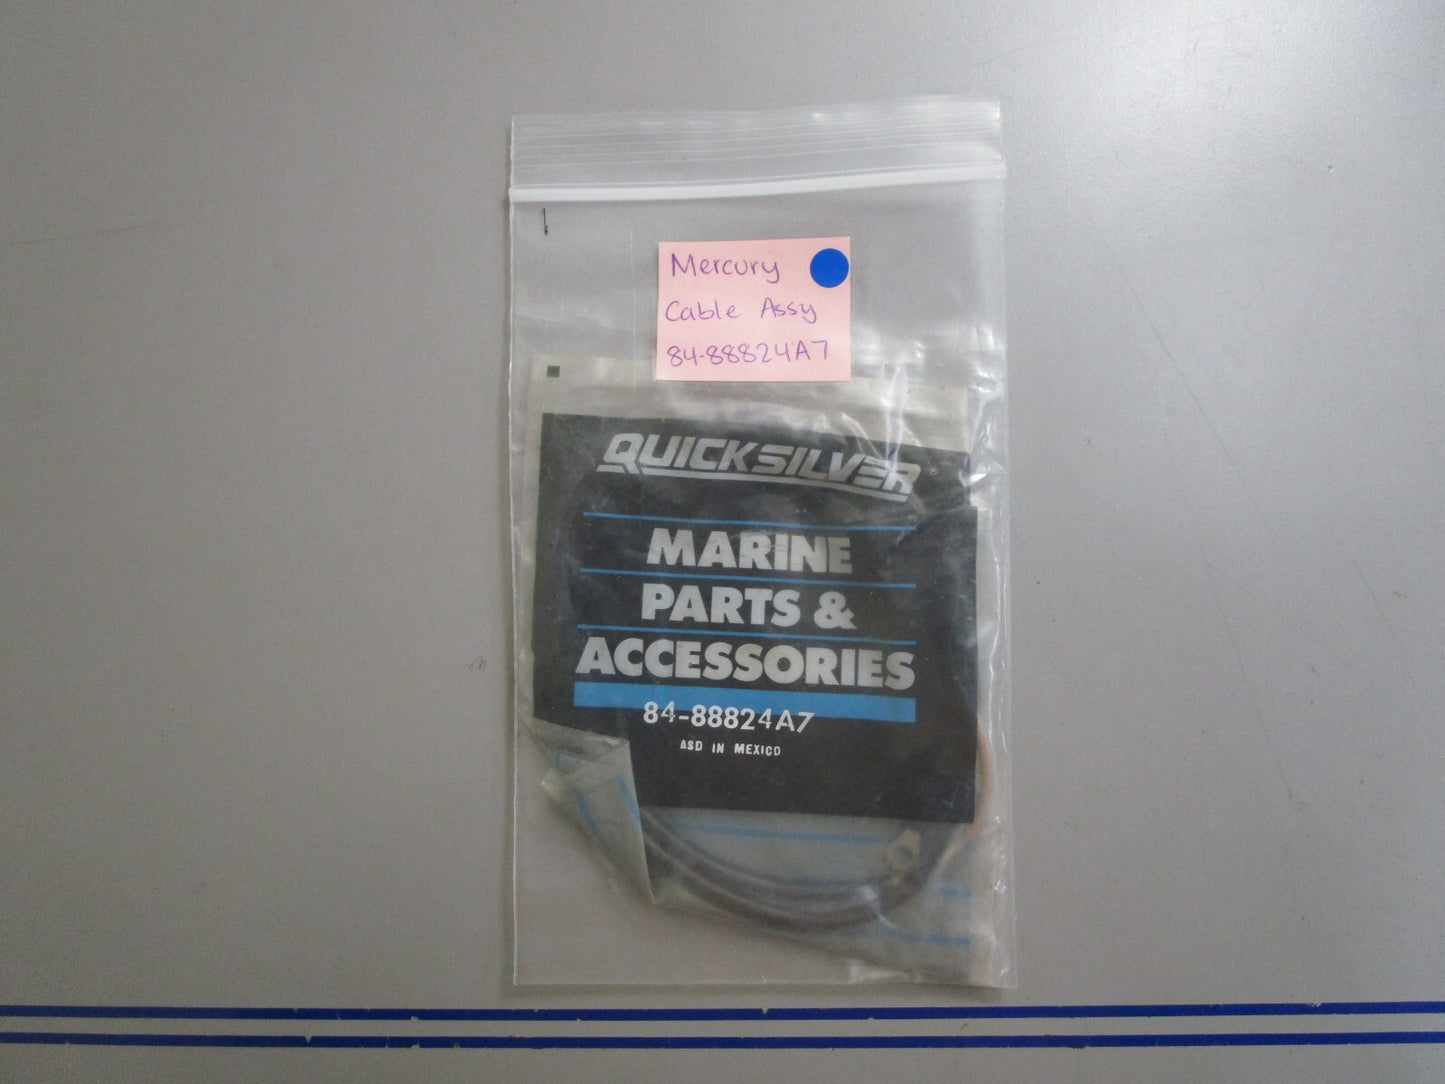 Mercury
Cable Assy
84-88824A7
QUICKSILVER®
MARINE
PARTS &
ACCESSORIES
84-88824A7
ASD IN MEXICO